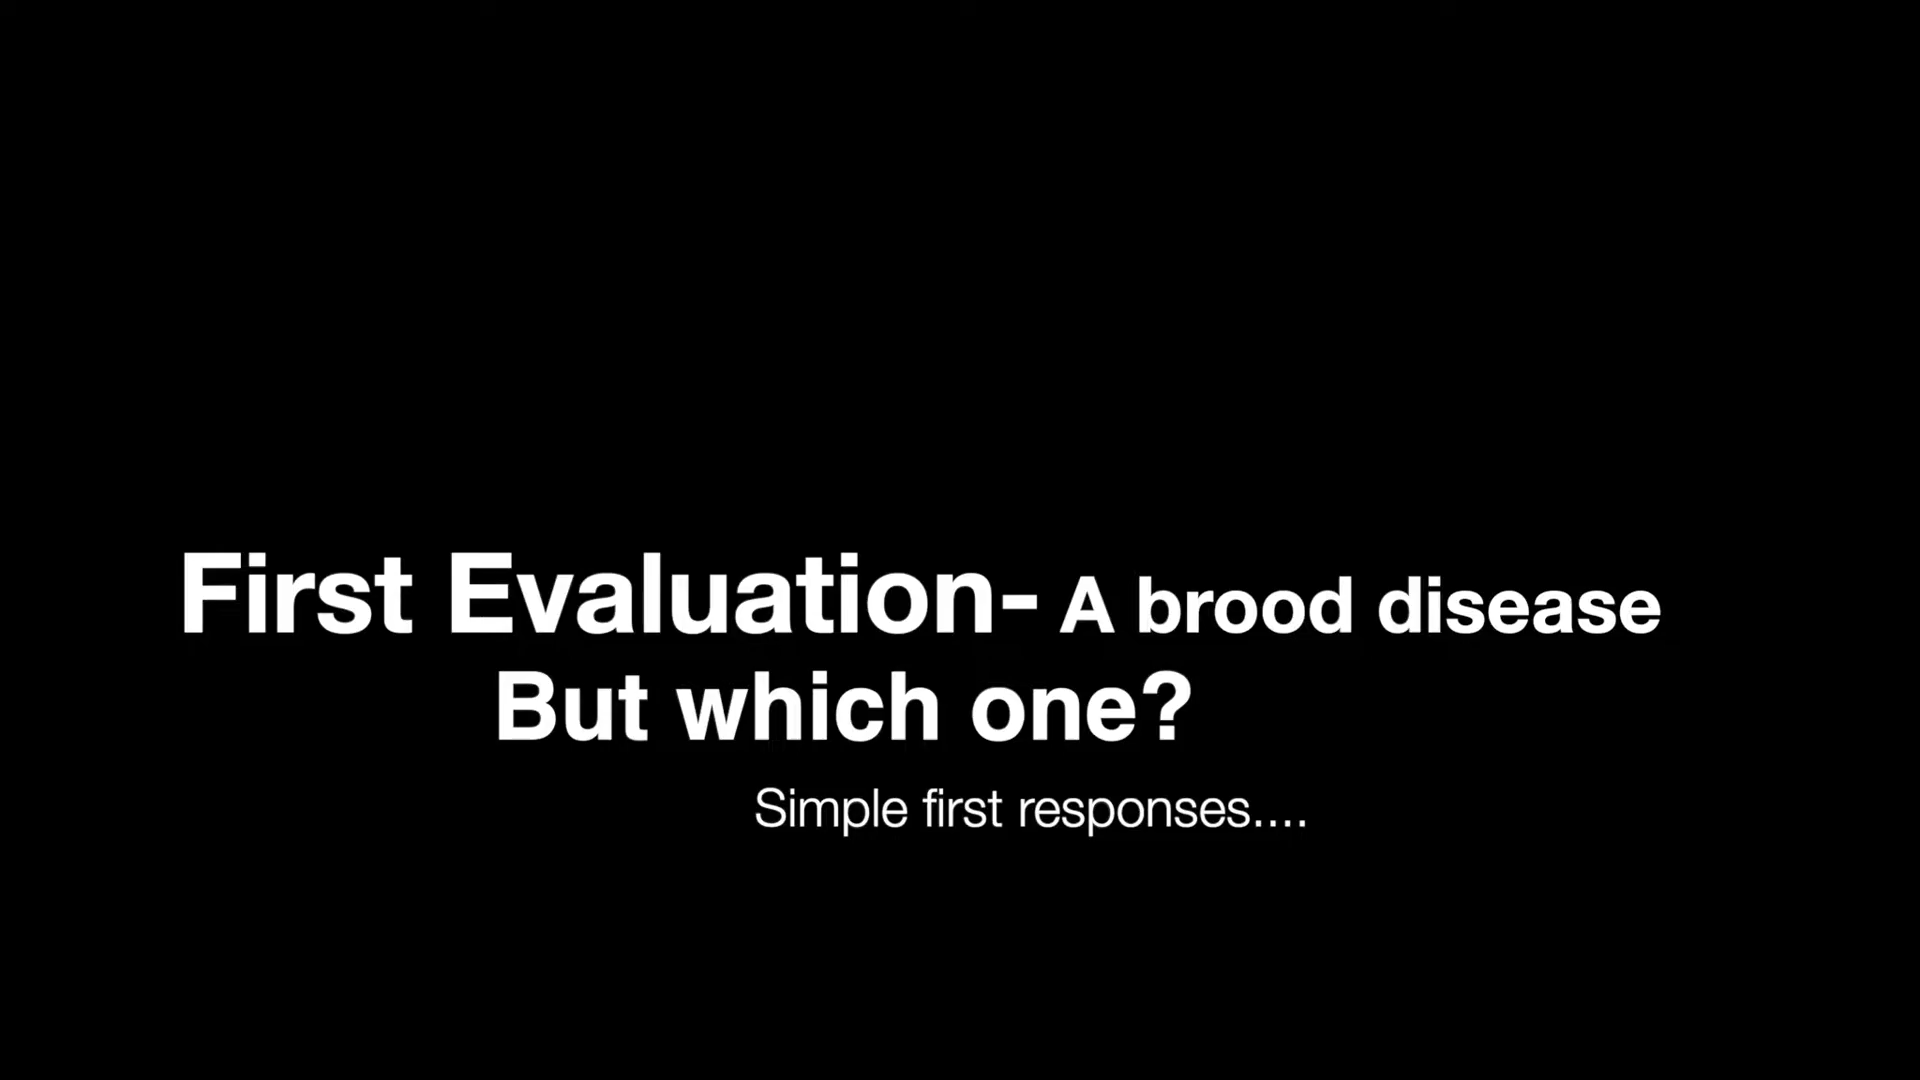 First Evaluation- A brood disease
But which one?
Simple first responses....